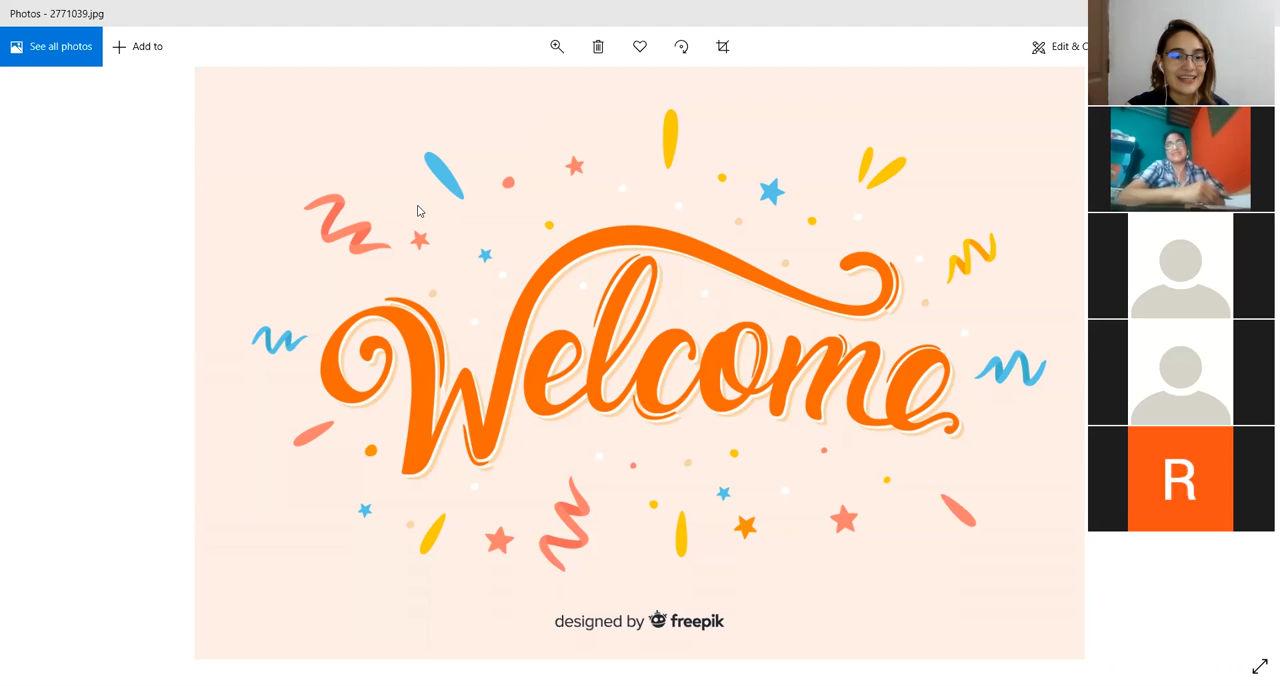 Photos - 2771039.jpg
See all photos
Add to
Edit & C
Welcome
designed by freepik
R